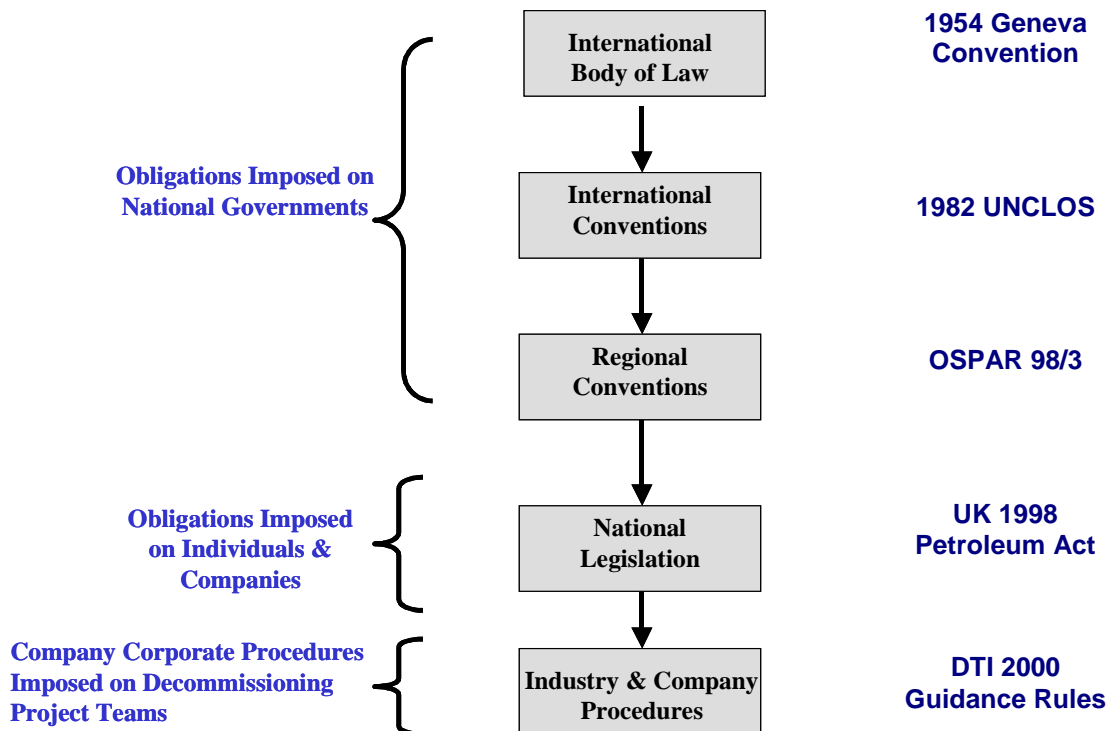 1954 Geneva
Convention
International
Body of Law
Obligations Imposed on
National Governments
International
Conventions
1982 UNCLOS
Regional
Conventions
OSPAR 98/3
Obligations Imposed
on Individuals &
Companies
National
Legislation
UK 1998
Petroleum Act
Company Corporate Procedures
Imposed on Decommissioning
Project Teams
Industry & Company
Procedures
DTI 2000
Guidance Rules